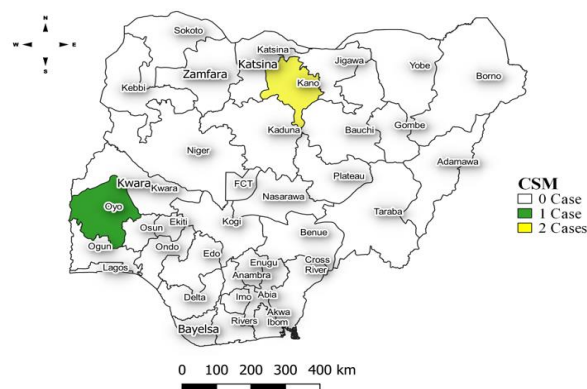 N
W E
S
Sokoto
Katsina
Katsina
Jigawa
Yobe
Borno
Zamfara
Kebbi
Kano
Kaduna
Bauchi
Gombe
Adamawa
Niger
Plateau
Kwara
Kwara
FCT
Nasarawa
Taraba
Oyo
Osun
Ekiti
Kogi
Benue
Ogun
Ondo
Edo
Enugu
Cross
River
Lagos
Anambra
Delta
Imo
Abia
Bayelsa
Rivers
Akwa
Ibom
CSM
0 Case
1 Case
2 Cases
0 100 200 300 400 km